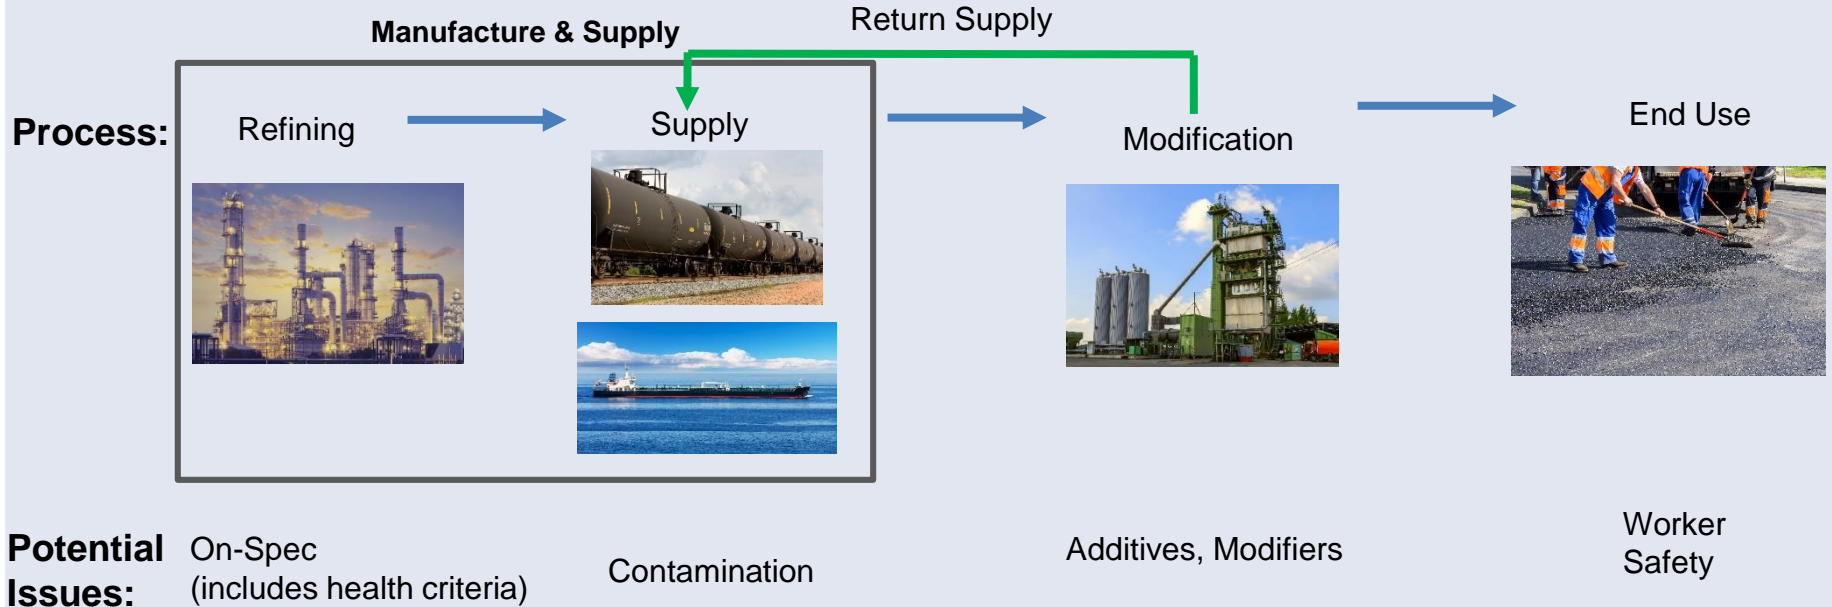 Manufacture & Supply
Return Supply
Process:
Refining
Supply
Modification
End Use
Potential
Issues:
On-Spec
(includes health criteria)
Contamination
Additives, Modifiers
Worker
Safety